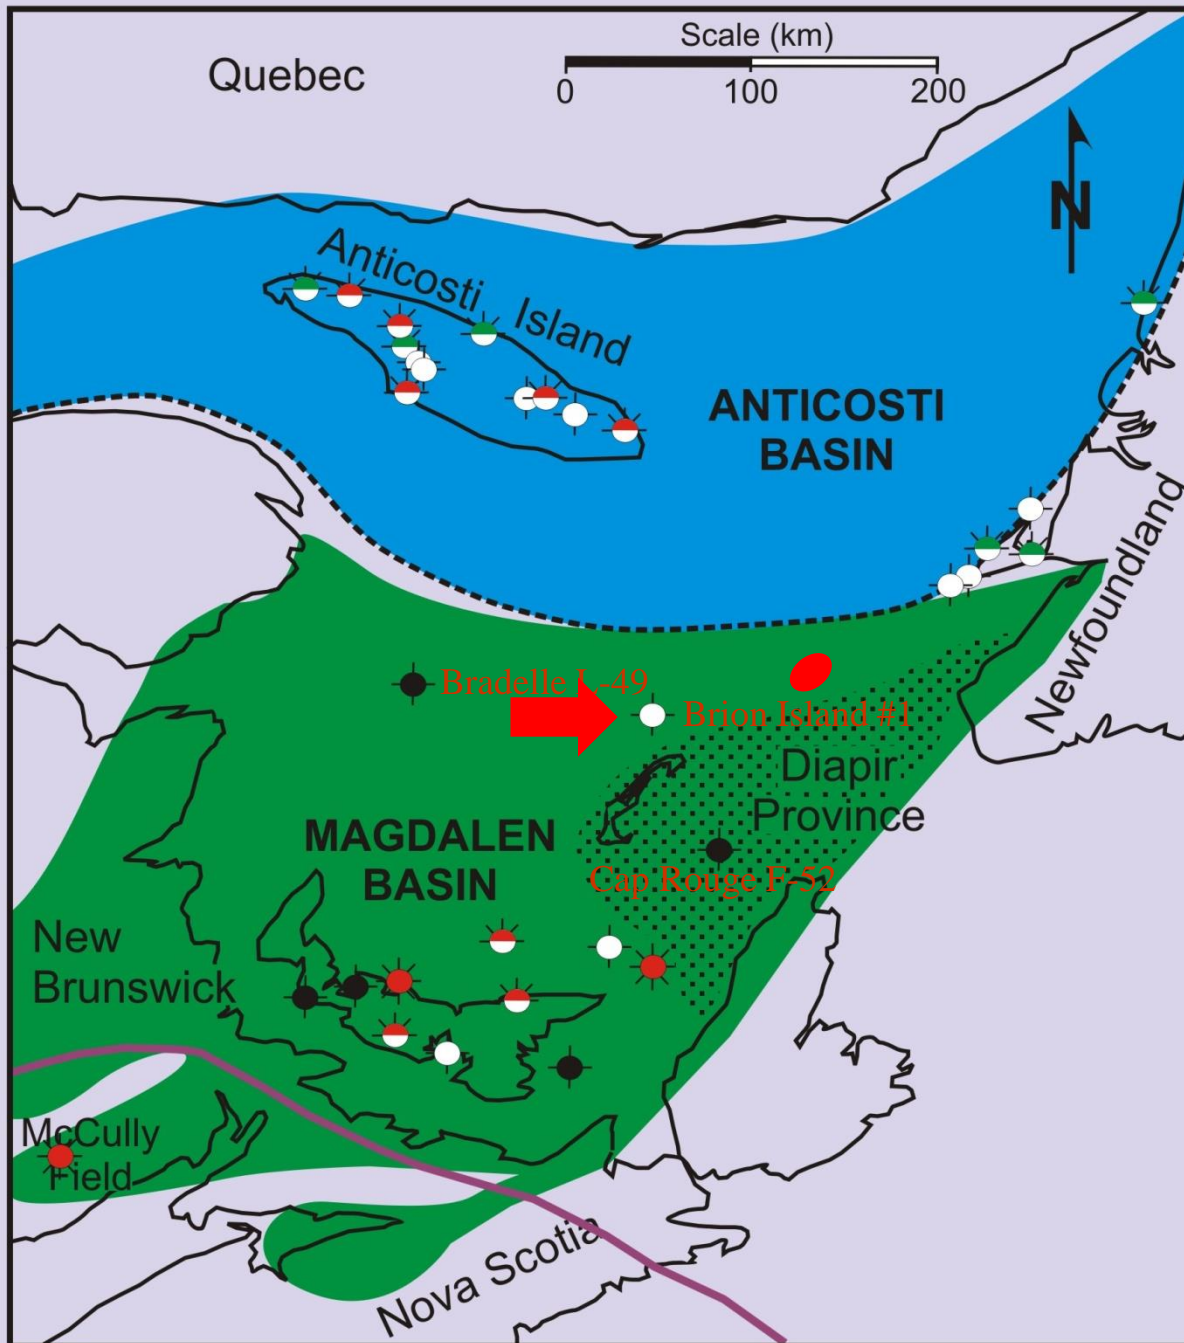 Scale (km)
Quebec
0 100 200
N
Anticosti Island
ANTICOSTI
BASIN
Newfoundland
Bradelle L-49
Brion Island #1
Diapir
Province
MAGDALEN
BASIN
Cap Rouge F-52
New
Brunswick
McCully
Field
Nova Scotia